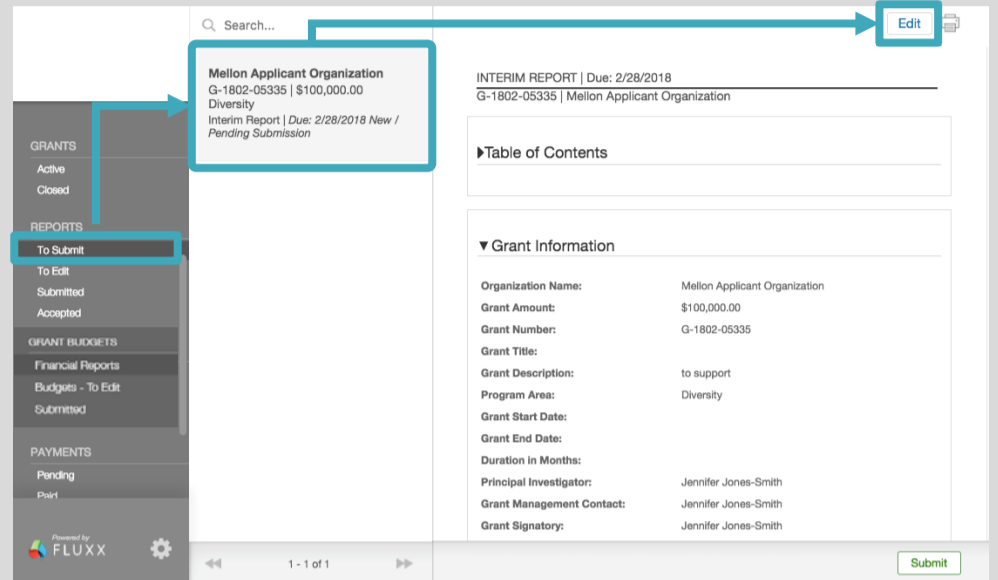 Search...
Edit
Mellon Applicant Organization
G-1802-05335 | $100,000.00
Diversity
Interim Report | Due: 2/28/2018 New /
Pending Submission
GRANTS
Active
Closed
REPORTS
To Submit
To Edit
Submitted
Accepted
GRANT BUDGETS
Financial Reports
Budgets - To Edit
Submitted
PAYMENTS
Pending
Paid
Powered by
FLUXX
1 - 1 of 1
INTERIM REPORT | Due: 2/28/2018
G-1802-05335 | Mellon Applicant Organization
Table of Contents
Grant Information
Organization Name: Mellon Applicant Organization
Grant Amount: $100,000.00
Grant Number: G-1802-05335
Grant Title:
Grant Description: to support
Program Area: Diversity
Grant Start Date:
Grant End Date:
Duration in Months:
Principal Investigator: Jennifer Jones-Smith
Grant Management Contact: Jennifer Jones-Smith
Grant Signatory: Jennifer Jones-Smith
Submit